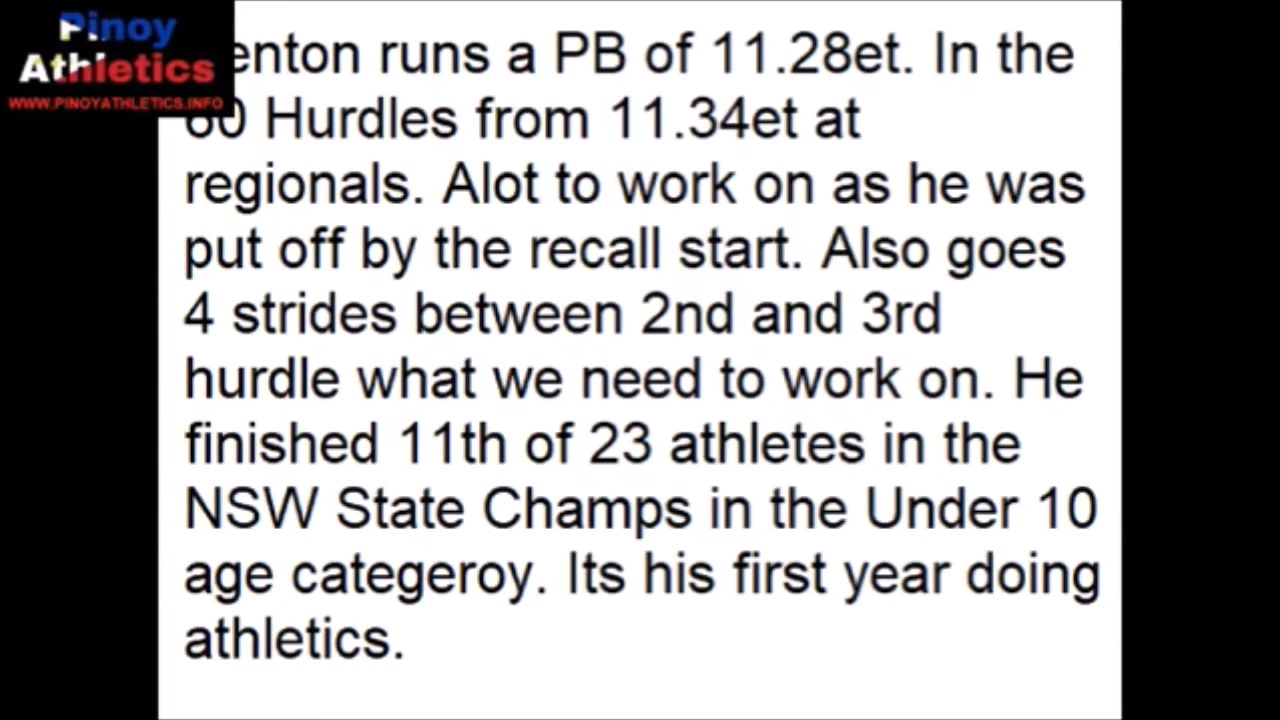 Pinoy
Athletics
WWW.PINOYATHLETICS.INFO
runs a PB of 11.28et. In the
60 Hurdles from 11.34et at
regionals. Alot to work on as he was
put off by the recall start. Also goes
4 strides between 2nd and 3rd
hurdle what we need to work on. He
finished 11th of 23 athletes in the
NSW State Champs in the Under 10
age categeroy. Its his first year doing
athletics.